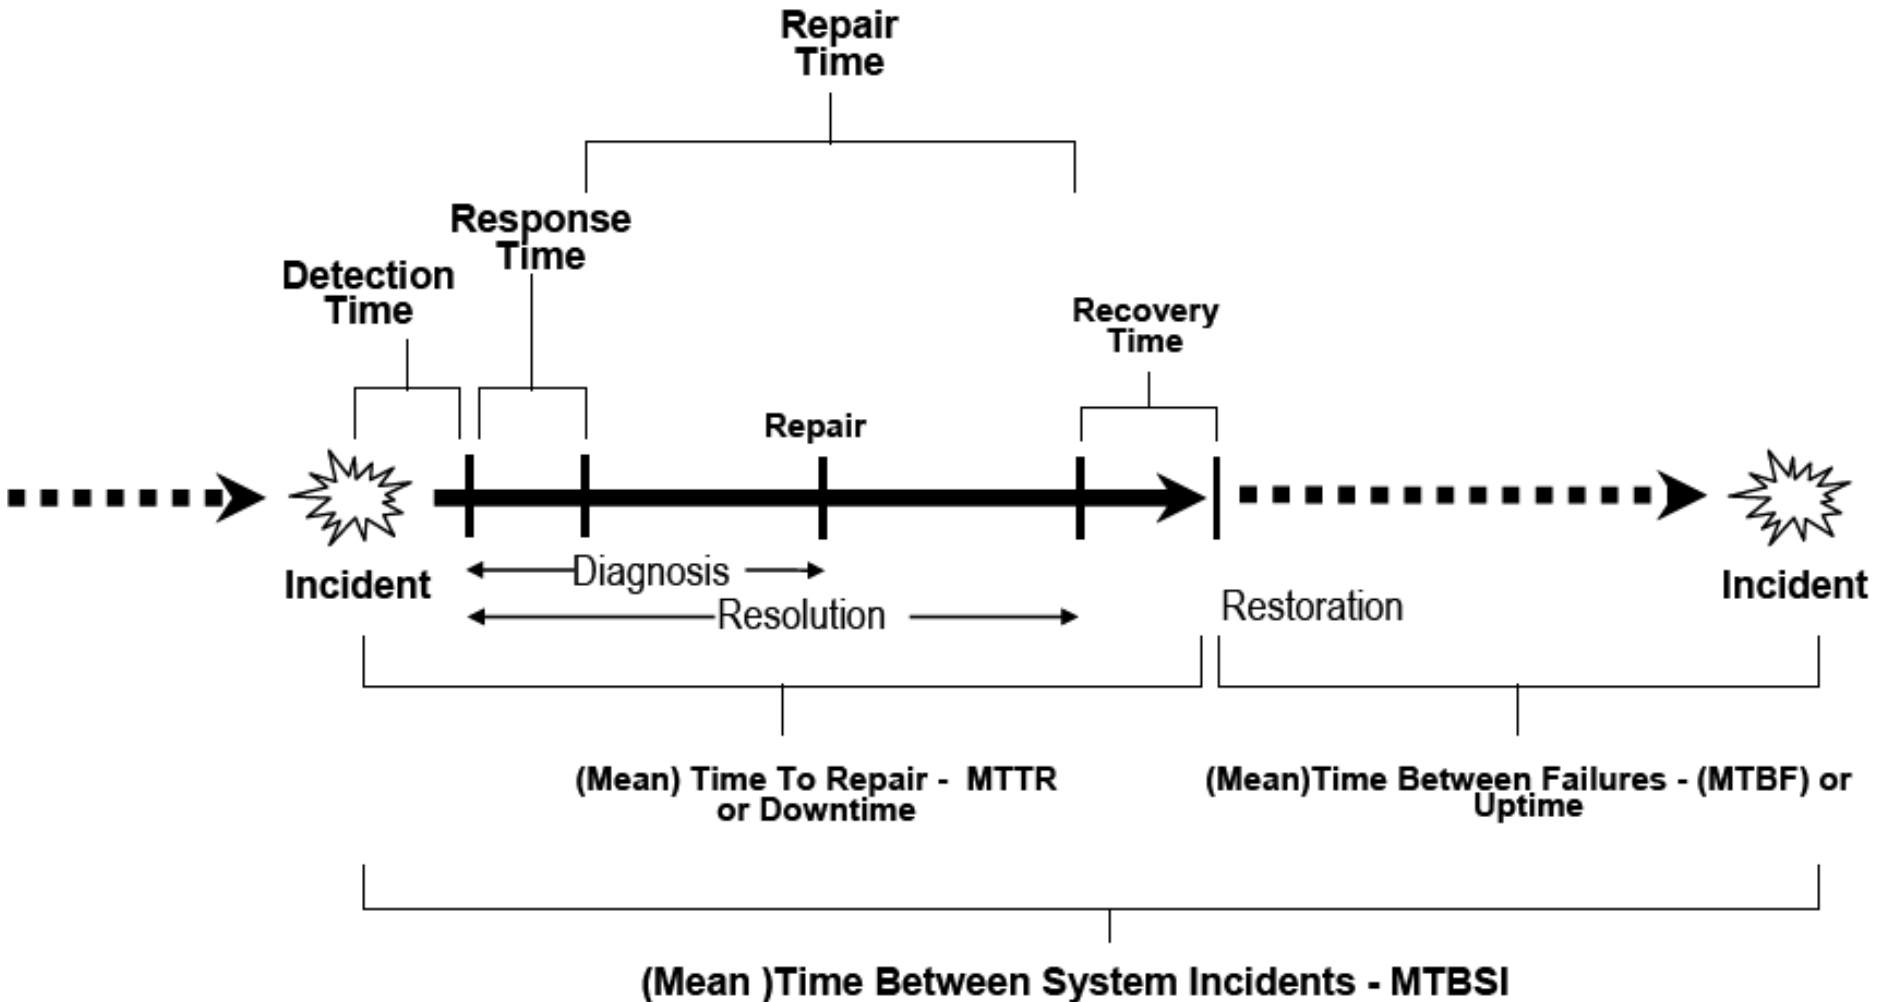 Repair
Time
Response
Time
Detection
Time
Recovery
Time
Repair
Incident
Incident
Diagnosis
Resolution
Restoration
(Mean) Time To Repair - MTTR
or Downtime
(Mean)Time Between Failures - (MTBF) or
Uptime
(Mean )Time Between System Incidents - MTBSI